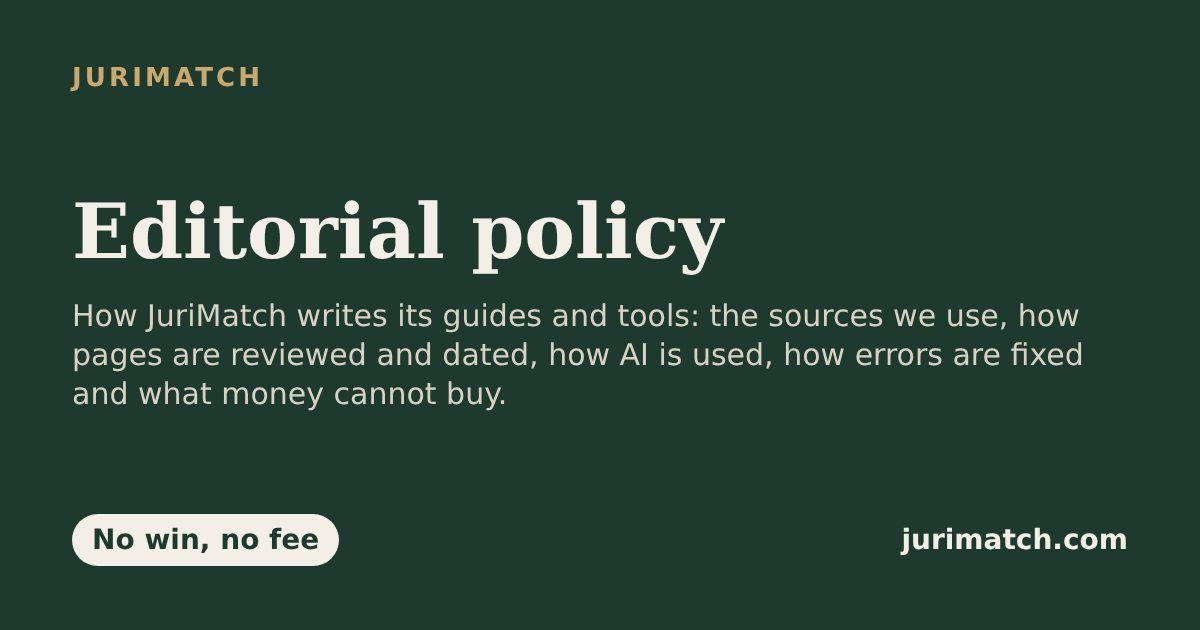 JURIMATCH
Editorial policy
How JuriMatch writes its guides and tools: the sources we use, how
pages are reviewed and dated, how AI is used, how errors are fixed
and what money cannot buy.
No win, no fee
jurimatch.com